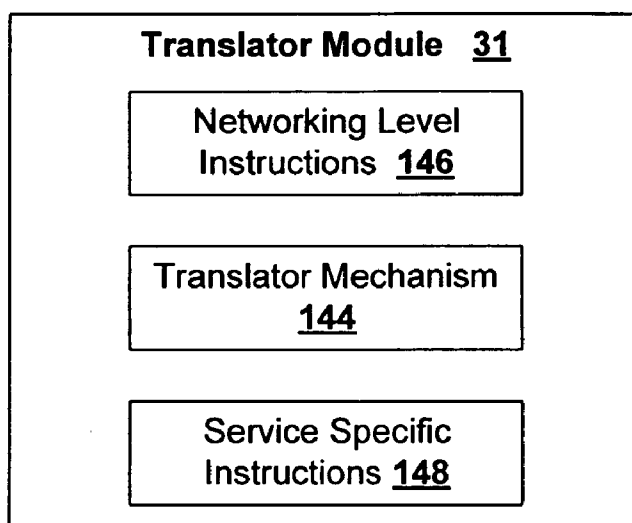 Translator Module 31
Networking Level
Instructions 146
Translator Mechanism
144
Service Specific
Instructions 148